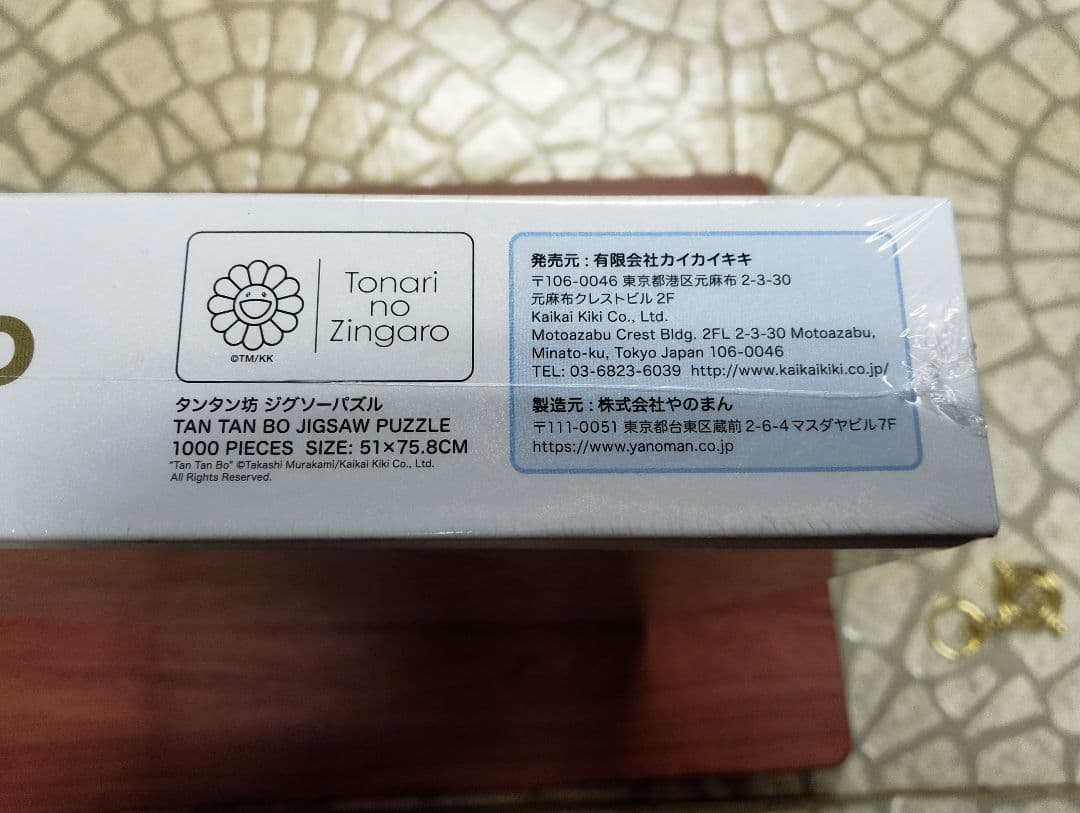 Tonari
no
Zingaro
©TM/KK
タンタン坊 ジグソーパズル
TAN TAN BO JIGSAW PUZZLE
1000 PIECES SIZE: 51×75.8CM
"Tan Tan Bo" ©Takashi Murakami/Kaikai Kiki Co., Ltd.
All Rights Reserved.
発売元 : 有限会社カイカイキキ
〒106-0046 東京都港区元麻布 2-3-30
元麻布クレストビル 2F
Kaikai Kiki Co., Ltd.
Motoazabu Crest Bldg. 2FL 2-3-30 Motoazabu,
Minato-ku, Tokyo Japan 106-0046
TEL: 03-6823-6039 http://www.kaikaikiki.co.jp/
製造元 : 株式会社やのまん
〒111-0051 東京都台東区蔵前 2-6-4 マスダヤビル 7F
https://www.yanoman.co.jp/